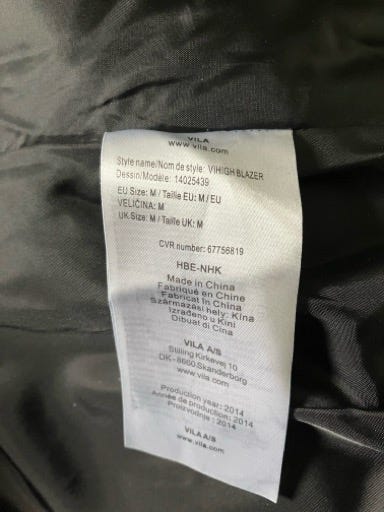 VILA
www.vila.com
Style name/Nom de style: VIHIGH BLAZER
Dessin/Modèle: 14025439
EU Size: M / Taille EU: M / EU
VELIČINA: M
UK Size: M / Taille UK: M
CVR number: 67756819
HBE-NHK
Made in China
Fabriqué en Chine
Fabricat în China
Származási hely: Kína
Izrađeno u Kini
Dibuat di Cina
VILA A/S
Stilling Kirkevej 10
DK-8660 Skanderborg
www.vila.com
Production year: 2014
Année de production: 2014
Proizvodnja : 2014
VILA A/S
www.vila.com